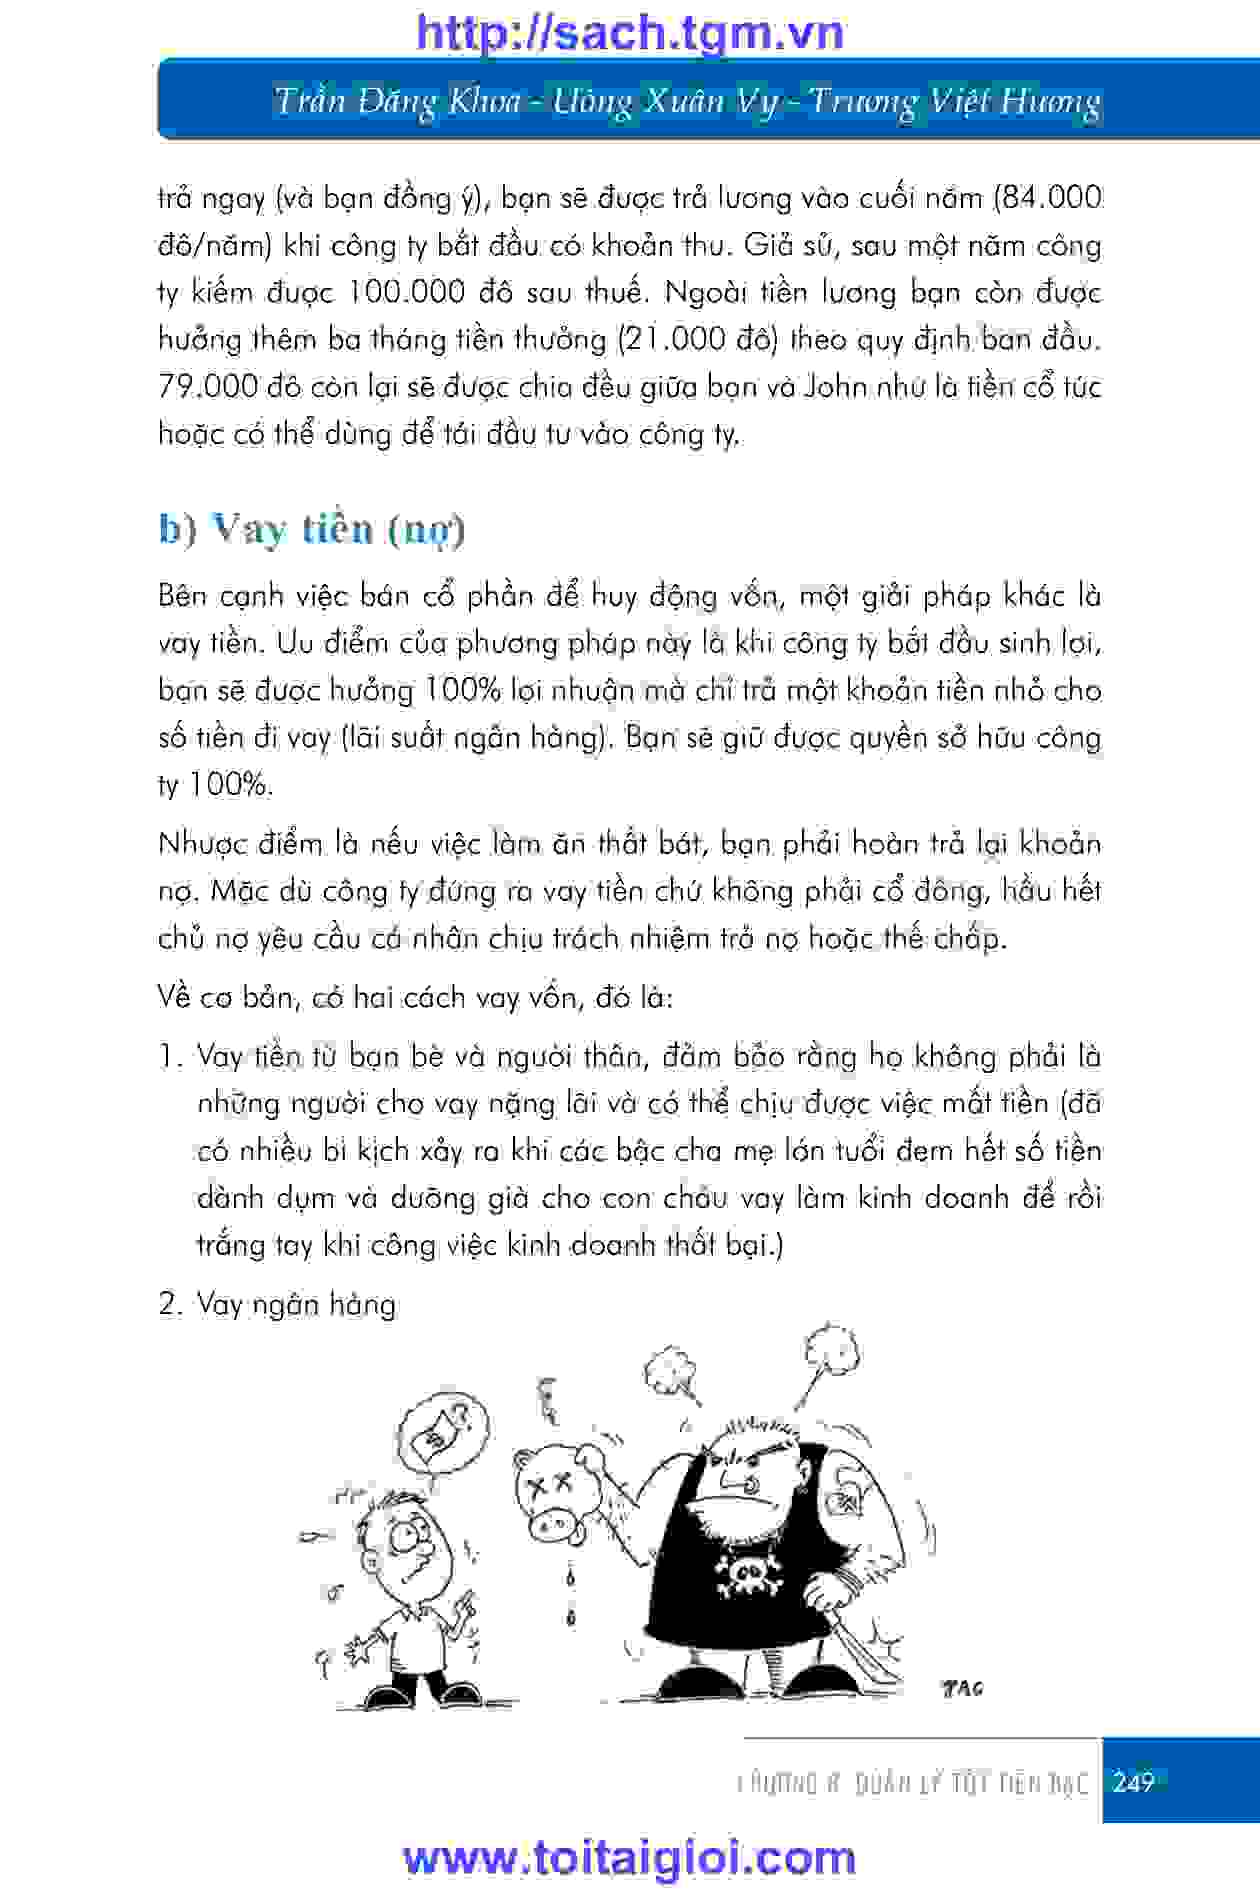 http://sach.tgm.vn
Trần Đăng Khoa - Uông Xuân Vy - Trương Việt Hương
trả ngay (và bạn đồng ý), bạn sẽ được trả lương vào cuối năm (84.000
đô/năm) khi công ty bắt đầu có khoản thu. Giả sử, sau một năm công
ty kiếm được 100.000 đô sau thuế. Ngoài tiền lương bạn còn được
hưởng thêm ba tháng tiền thưởng (21.000 đô) theo quy định ban đầu.
79.000 đô còn lại sẽ được chia đều giữa bạn và John như là tiền cổ túc
hoặc có thể dùng để tái đầu tư vào công ty.
b) Vay tiền (nợ)
Bên cạnh việc bán cổ phần để huy động vốn, một giải pháp khác là
vay tiền. Ưu điểm của phương pháp này là khi công ty bắt đầu sinh lợi,
bạn sẽ được hưởng 100% lợi nhuận mà chỉ trả một khoản tiền nhỏ cho
số tiền đi vay (lãi suất ngân hàng). Bạn sẽ giữ được quyền sở hữu công
ty 100%.
Nhược điểm là nếu việc làm ăn thất bát, bạn phải hoàn trả lại khoản
nợ. Mặc dù công ty đứng ra vay tiền chứ không phải cổ đông, hầu hết
chủ nợ yêu cầu cá nhân chịu trách nhiệm trả nợ hoặc thế chấp.
Về cơ bản, có hai cách vay vốn, đó là:
1. Vay tiền từ bạn bè và người thân, đảm bảo rằng họ không phải là
những người cho vay nặng lãi và có thể chịu được việc mất tiền (đã
có nhiều bi kịch xảy ra khi các bậc cha mẹ lớn tuổi đem hết số tiền
dành dụm và dưỡng già cho con cháu vay làm kinh doanh để rồi
trắng tay khi công việc kinh doanh thất bại.)
2. Vay ngân hàng
$?
TAC
CHƯƠNG 8: QUẢN LÝ TỐT TIỀN BẠC
249
www.toitaigioi.com